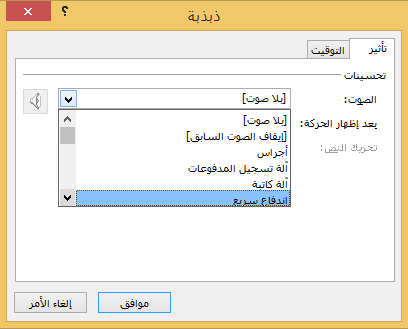 ذبذبة
؟
تأثير
التوقيت
تحسينات
الصوت:
[بلا صوت]
[بلا صوت]
بعد إظهار الحركة:
[إيقاف الصوت السابق]
تحريك النص:
أجراس
آلة تسجيل المدفوعات
آلة كاتبة
اندفاع سريع
موافق
إلغاء الأمر